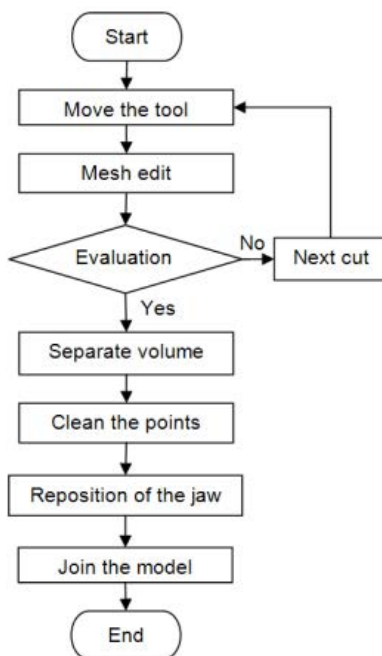 Start
Move the tool
Mesh edit
Evaluation
No
Next cut
Yes
Separate volume
Clean the points
Reposition of the jaw
Join the model
End